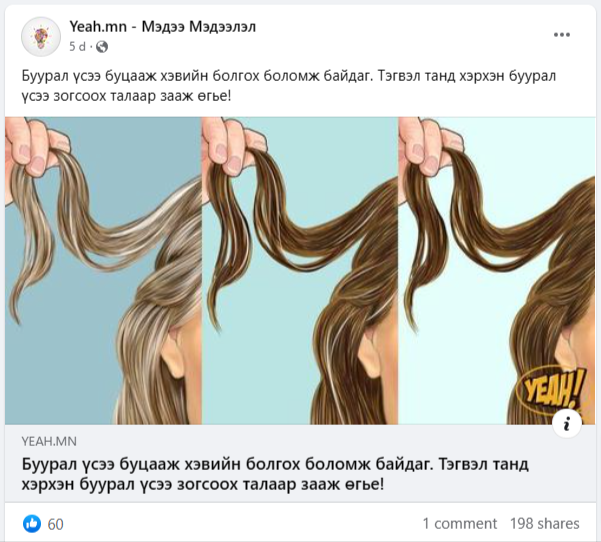 Yeah.mn - Мэдээ Мэдээлэл
5 d ·
Буурал үсээ буцааж хэвийн болгох боломж байдаг. Тэгвэл танд хэрхэн буурал
үсээ зогсоох талаар зааж өгье!
YEAH!
i
YEAH.MN
Буурал үсээ буцааж хэвийн болгох боломж байдаг. Тэгвэл танд
хэрхэн буурал үсээ зогсоох талаар зааж өгье!
60
1 comment 198 shares